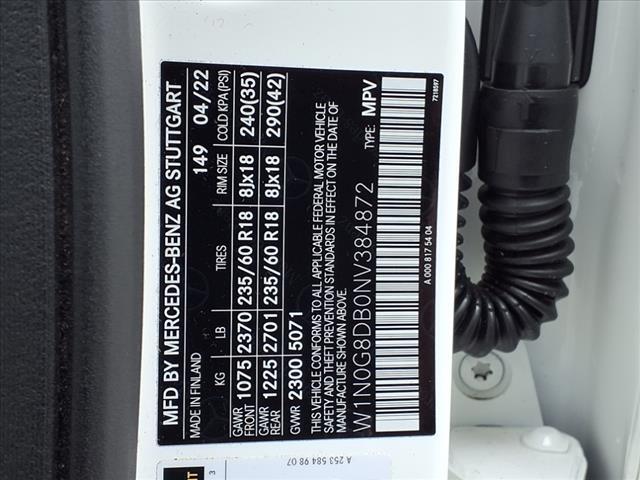 MFD BY MERCEDES-BENZ AG STUTTGART
MADE IN FINLAND 149 04/22
KG LB TIRES RIM SIZE COLD KPA (PSI)
GAWR FRONT 1075 2370 235/60 R18 8Jx18 240(35)
GAWR REAR 1225 2701 235/60 R18 8Jx18 290(42)
GVWR 2300 5071
THIS VEHICLE CONFORMS TO ALL APPLICABLE FEDERAL MOTOR VEHICLE
SAFETY AND THEFT PREVENTION STANDARDS IN EFFECT ON THE DATE OF
MANUFACTURE SHOWN ABOVE.
W1N0G8DB0NV384872 TYPE: MPV
A 000 817 54 04
7218597
A 253 584 98 07
3